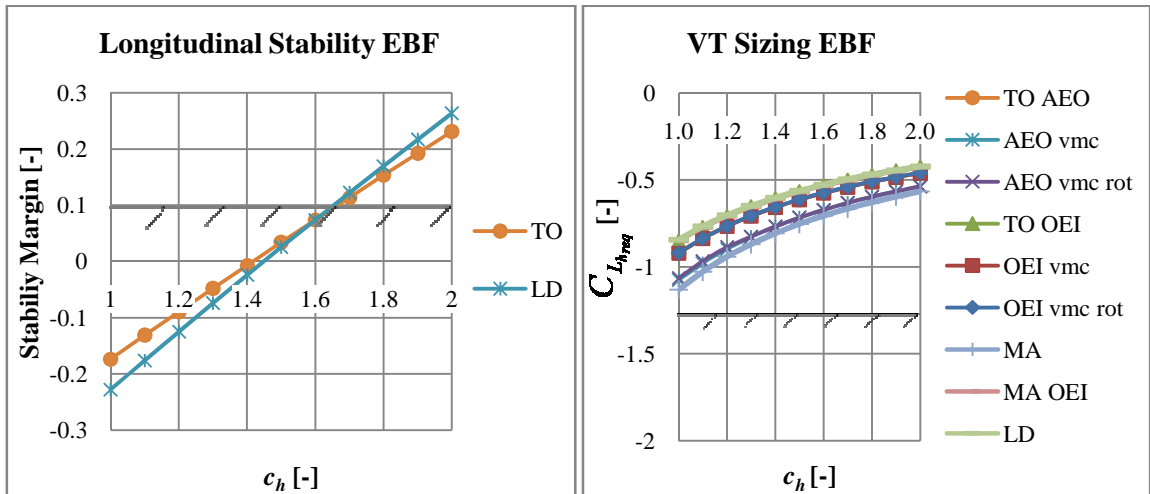 Longitudinal Stability EBF
Stabiliy Margin [-]
0.3
0.2
0.1
0
-0.1
-0.2
-0.3
1 1.2 1.4 1.6 1.8 2
c_h [-]
TO
LD
VT Sizing EBF
C_L_h_req [-]
0
-0.5
-1
-1.5
-2
1.0 1.2 1.4 1.6 1.8 2.0
c_h [-]
TO AEO
AEO vmc
AEO vmc rot
TO OEI
OEI vmc
OEI vmc rot
MA
MA OEI
LD